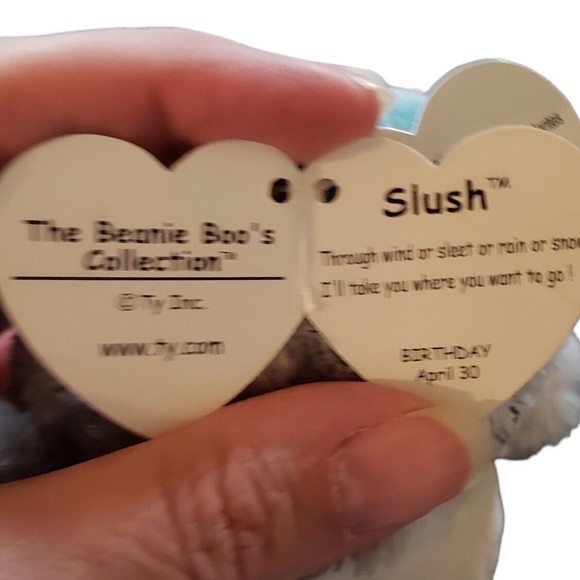 The Beanie Boo's
Collection™
© Ty Inc.
www.ty.com
Slush™
Through wind or sleet or rain or snow
I'll take you where you want to go !
BIRTHDAY
April 30